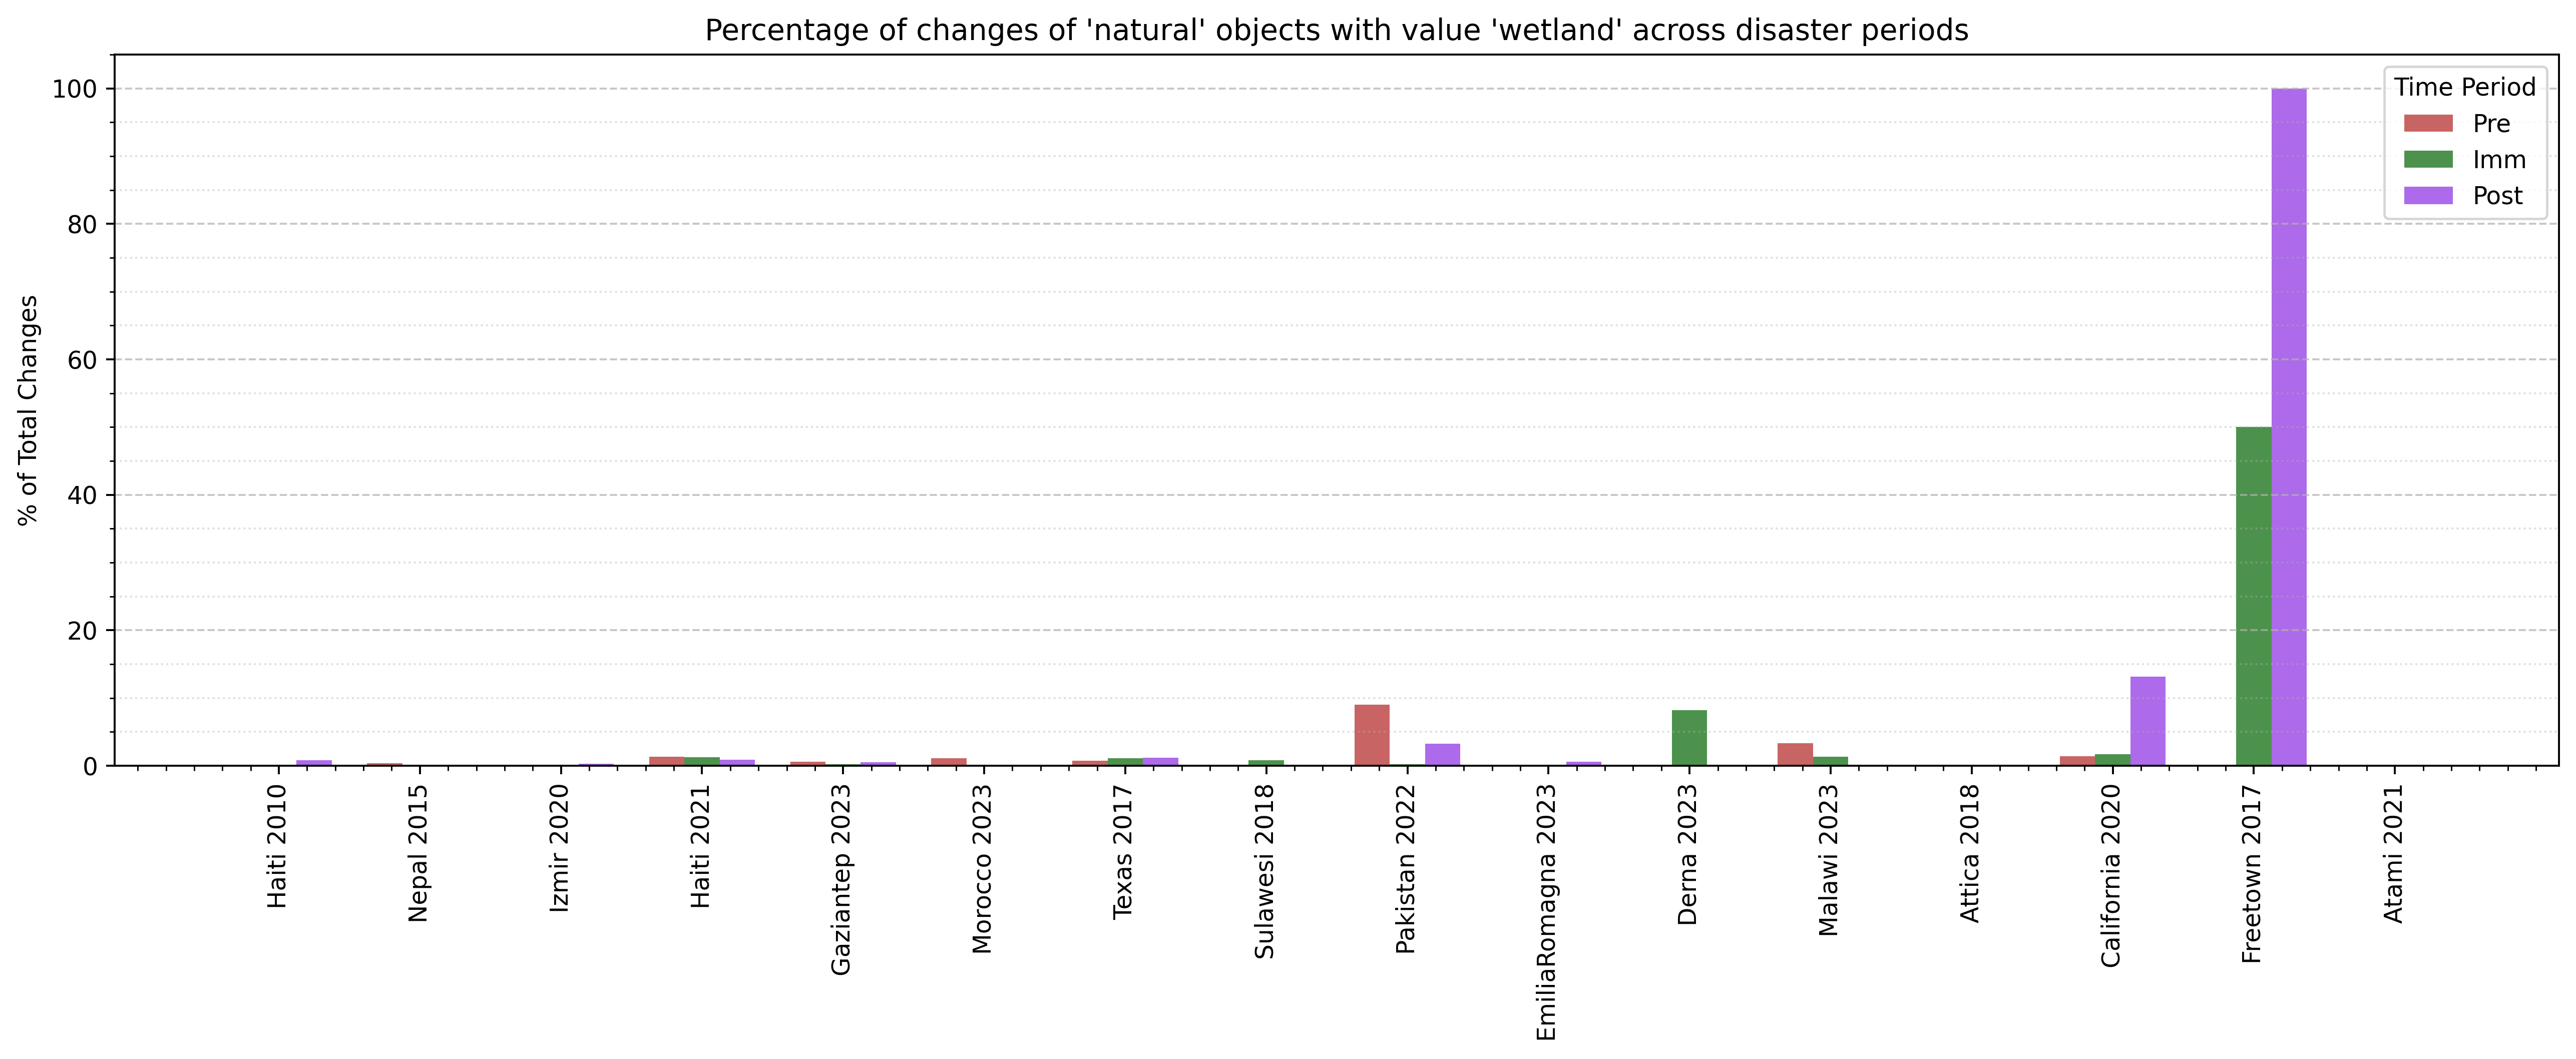 Percentage of changes of 'natural' objects with value 'wetland' across disaster periods
% of Total Changes
100
80
60
40
20
0
Time Period
Pre
Imm
Post
Haiti 2010
Nepal 2015
Izmir 2020
Haiti 2021
Gaziantep 2023
Morocco 2023
Texas 2017
Sulawesi 2018
Pakistan 2022
EmiliaRomagna 2023
Derna 2023
Malawi 2023
Attica 2018
California 2020
Freetown 2017
Atami 2021